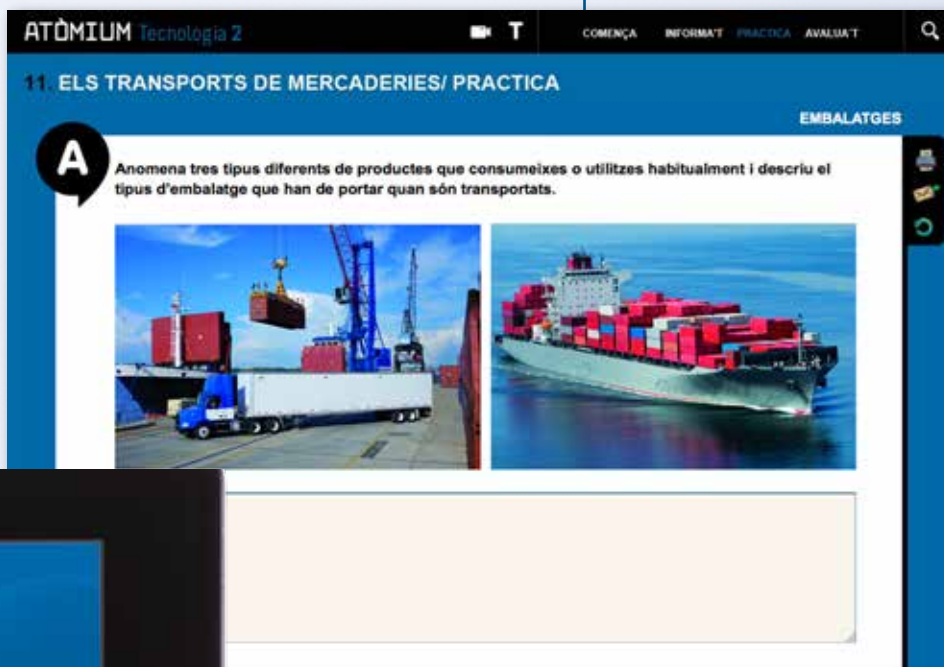 ATÒMIUM Tecnologia 2
T
COMENÇA INFORMA'T PRACTICA AVALUA'T
11. ELS TRANSPORTS DE MERCADERIES/ PRACTICA
EMBALATGES
A
Anomena tres tipus diferents de productes que consumeixes o utilitzes habitualment i descriu el
tipus d'embalatge que han de portar quan són transportats.